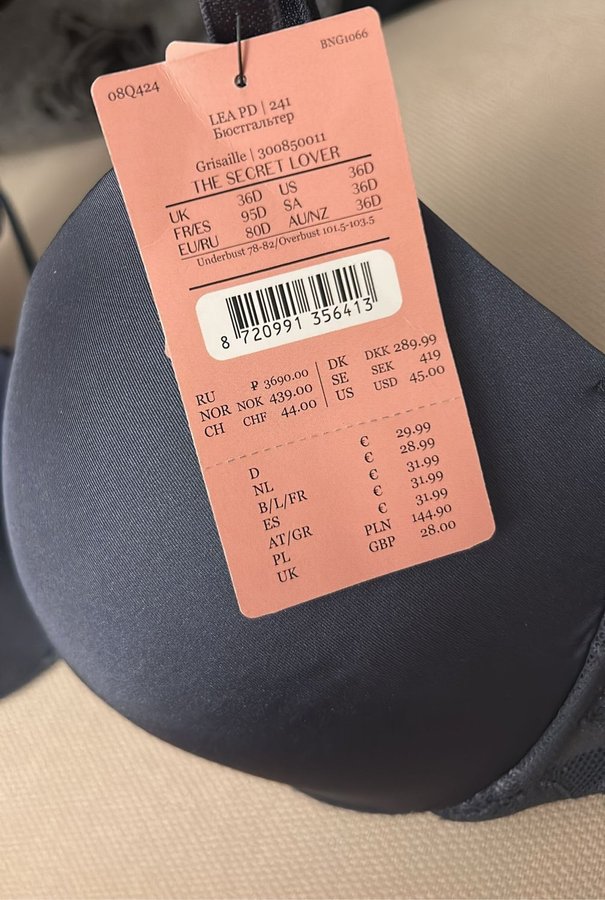 08Q424
BNG1066
LEA PD | 241
Бюстгальтер
Grisaille | 300850011
THE SECRET LOVER
UK 36D US 36D
FR/ES 95D SA 36D
EU/RU 80D AU/NZ 36D
Underbust 78-82/Overbust 101.5-103.5
8 720991 356413
RU ₽ 3690.00 DK DKK 289.99
NOR NOK 439.00 SE SEK 419
CH CHF 44.00 US USD 45.00
D € 29.99
NL € 28.99
B/L/FR € 31.99
ES € 31.99
AT/GR € 31.99
PL PLN 144.90
UK GBP 28.00